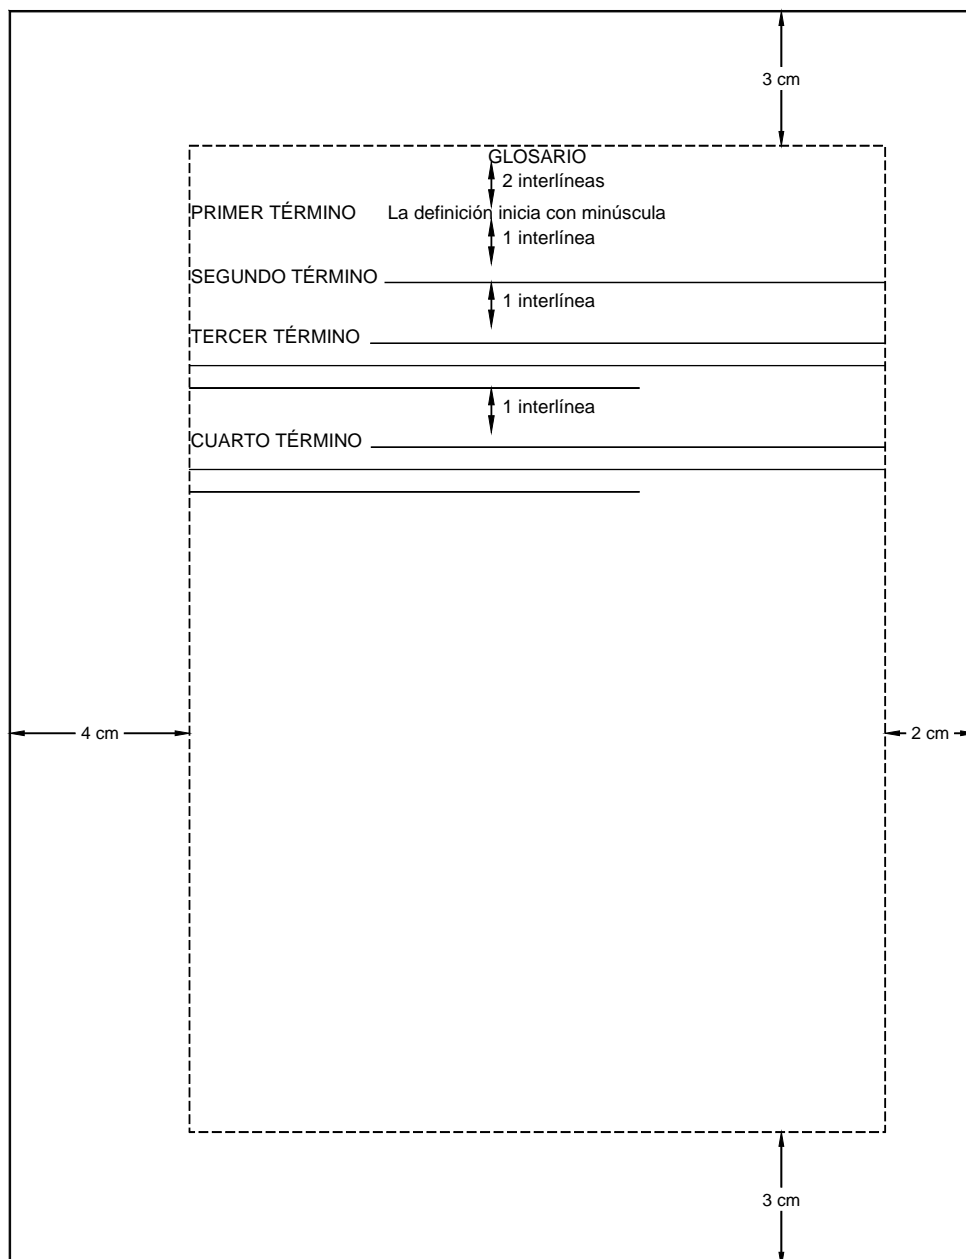 3 cm
GLOSARIO
2 interlíneas
PRIMER TÉRMINO La definición inicia con minúscula
1 interlínea
SEGUNDO TÉRMINO
1 interlínea
TERCER TÉRMINO
1 interlínea
CUARTO TÉRMINO
4 cm
2 cm
3 cm